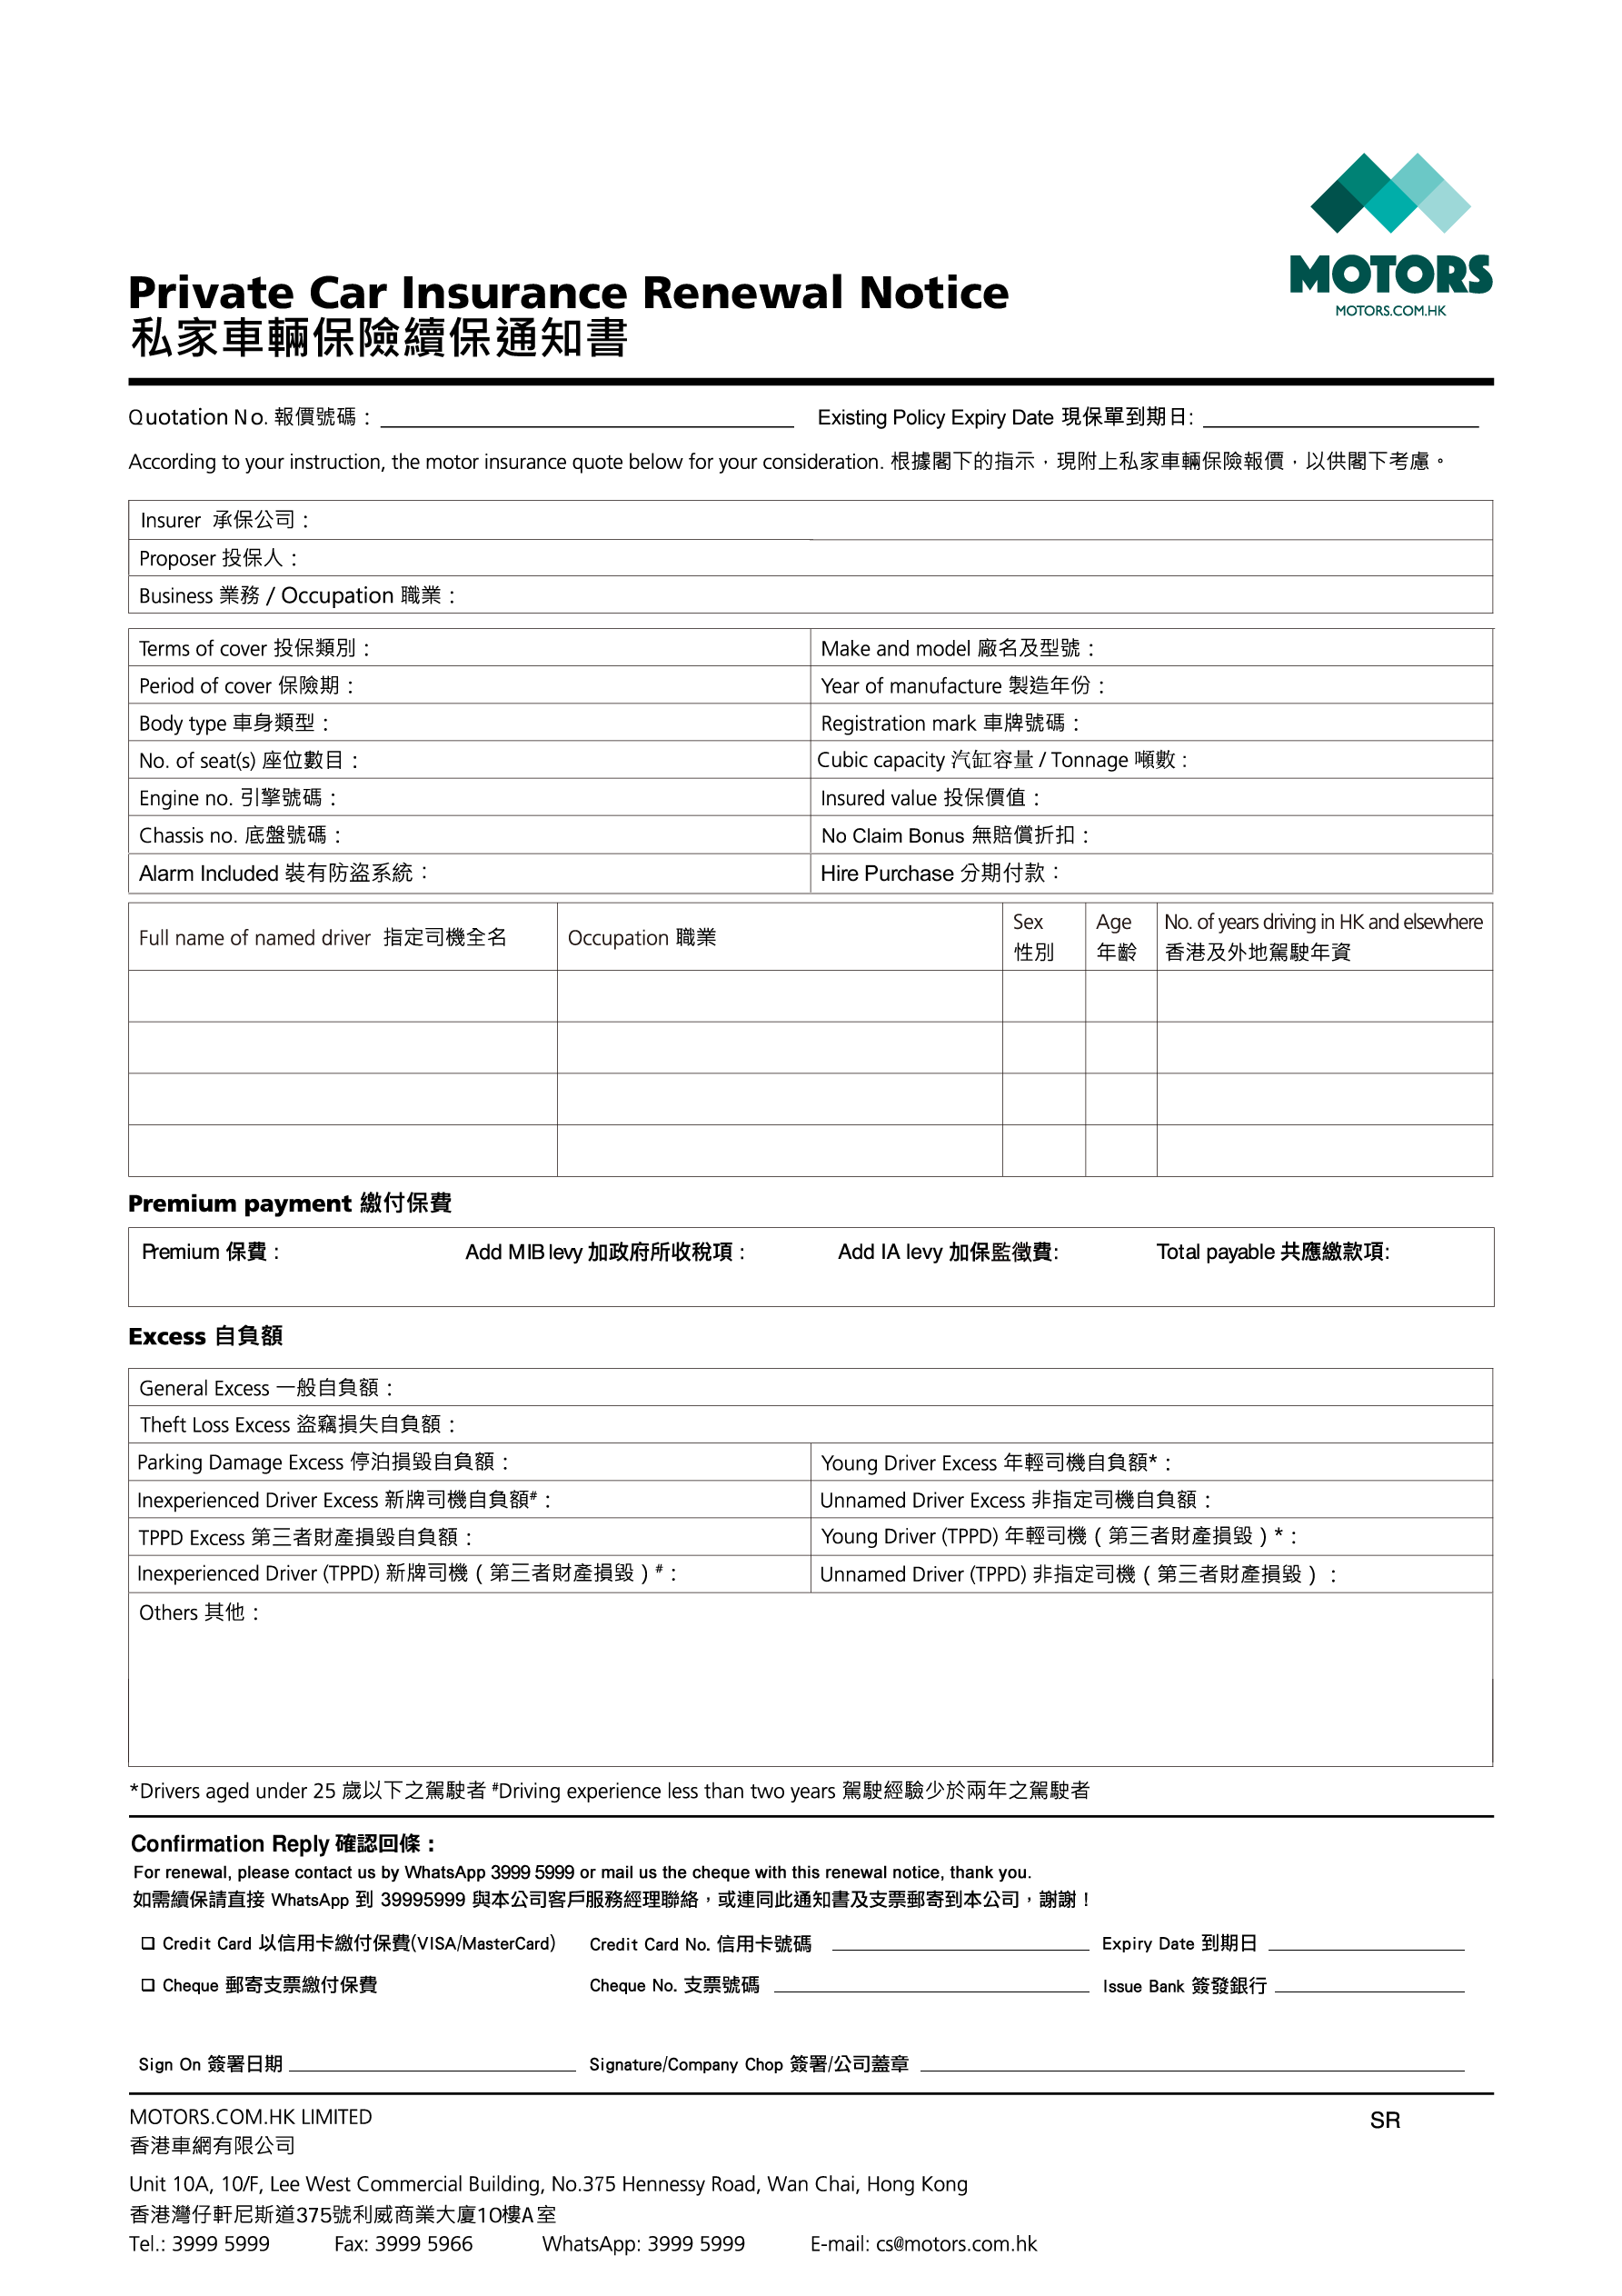 MOTORS
MOTORS.COM.HK
Private Car Insurance Renewal Notice
私家車輛保險續保通知書
Quotation No. 報價號碼：
Existing Policy Expiry Date 現保單到期日:
According to your instruction, the motor insurance quote below for your consideration. 根據閣下的指示，現附上私家車輛保險報價，以供閣下考慮。
Insurer 承保公司：
Proposer 投保人：
Business 業務 / Occupation 職業：
Terms of cover 投保類別：
Make and model 廠名及型號：
Period of cover 保險期：
Year of manufacture 製造年份：
Body type 車身類型：
Registration mark 車牌號碼：
No. of seat(s) 座位數目：
Cubic capacity 汽缸容量 / Tonnage 噸數：
Engine no. 引擎號碼：
Insured value 投保價值：
Chassis no. 底盤號碼：
No Claim Bonus 無賠償折扣：
Alarm Included 裝有防盜系統：
Hire Purchase 分期付款：
Full name of named driver 指定司機全名
Occupation 職業
Sex
性別
Age
年齡
No. of years driving in HK and elsewhere
香港及外地駕駛年資
Premium payment 繳付保費
Premium 保費：
Add MIB levy 加政府所收稅項：
Add IA levy 加保監徵費:
Total payable 共應繳款項:
Excess 自負額
General Excess 一般自負額：
Theft Loss Excess 盜竊損失自負額：
Parking Damage Excess 停泊損毀自負額：
Young Driver Excess 年輕司機自負額*：
Inexperienced Driver Excess 新牌司機自負額#：
Unnamed Driver Excess 非指定司機自負額：
TPPD Excess 第三者財產損毀自負額：
Young Driver (TPPD) 年輕司機（第三者財產損毀）*：
Inexperienced Driver (TPPD) 新牌司機（第三者財產損毀）#：
Unnamed Driver (TPPD) 非指定司機（第三者財產損毀）：
Others 其他：
*Drivers aged under 25 歲以下之駕駛者 #Driving experience less than two years 駕駛經驗少於兩年之駕駛者
Confirmation Reply 確認回條：
For renewal, please contact us by WhatsApp 3999 5999 or mail us the cheque with this renewal notice, thank you.
如需續保請直接 WhatsApp 到 39995999 與本公司客戶服務經理聯絡，或連同此通知書及支票郵寄到本公司，謝謝！
❑ Credit Card 以信用卡繳付保費(VISA/MasterCard)
Credit Card No. 信用卡號碼
Expiry Date 到期日
❑ Cheque 郵寄支票繳付保費
Cheque No. 支票號碼
Issue Bank 簽發銀行
Sign On 簽署日期
Signature/Company Chop 簽署/公司蓋章
MOTORS.COM.HK LIMITED
SR
香港車網有限公司
Unit 10A, 10/F, Lee West Commercial Building, No.375 Hennessy Road, Wan Chai, Hong Kong
香港灣仔軒尼斯道375號利威商業大廈10樓A室
Tel.: 3999 5999 Fax: 3999 5966 WhatsApp: 3999 5999 E-mail: cs@motors.com.hk